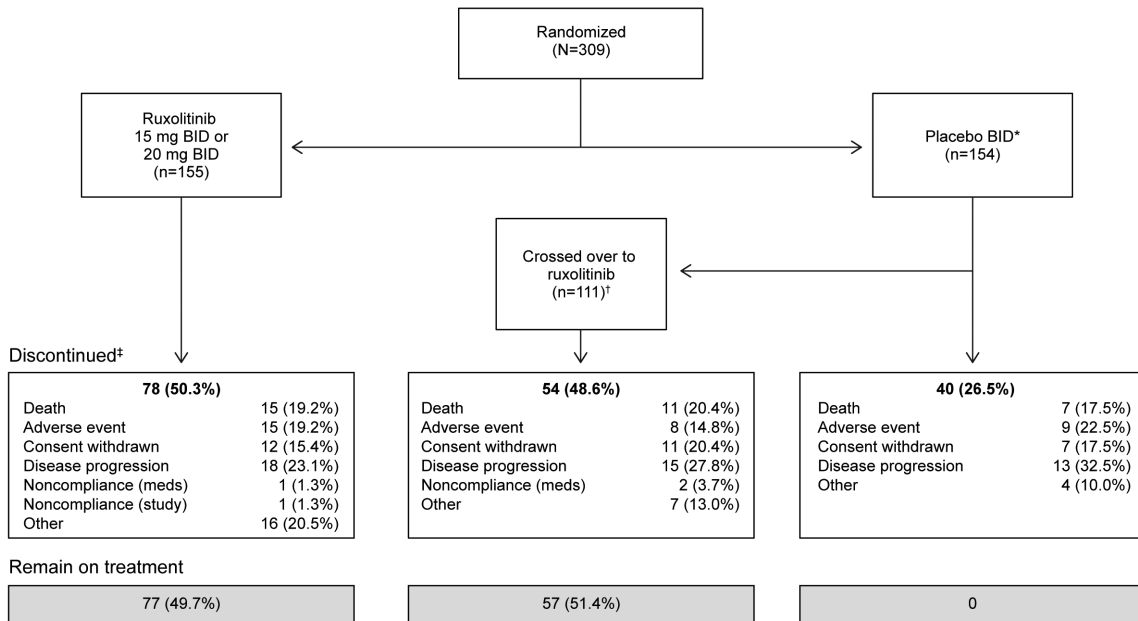 Randomized
(N=309)
Ruxolitinib
15 mg BID or
20 mg BID
(n=155)
Placebo BID*
(n=154)
Crossed over to
ruxolitinib
(n=111)†
Discontinued‡
78 (50.3%)
Death 15 (19.2%)
Adverse event 15 (19.2%)
Consent withdrawn 12 (15.4%)
Disease progression 18 (23.1%)
Noncompliance (meds) 1 (1.3%)
Noncompliance (study) 1 (1.3%)
Other 16 (20.5%)
54 (48.6%)
Death 11 (20.4%)
Adverse event 8 (14.8%)
Consent withdrawn 11 (20.4%)
Disease progression 15 (27.8%)
Noncompliance (meds) 2 (3.7%)
Other 7 (13.0%)
40 (26.5%)
Death 7 (17.5%)
Adverse event 9 (22.5%)
Consent withdrawn 7 (17.5%)
Disease progression 13 (32.5%)
Other 4 (10.0%)
Remain on treatment
77 (49.7%)
57 (51.4%)
0